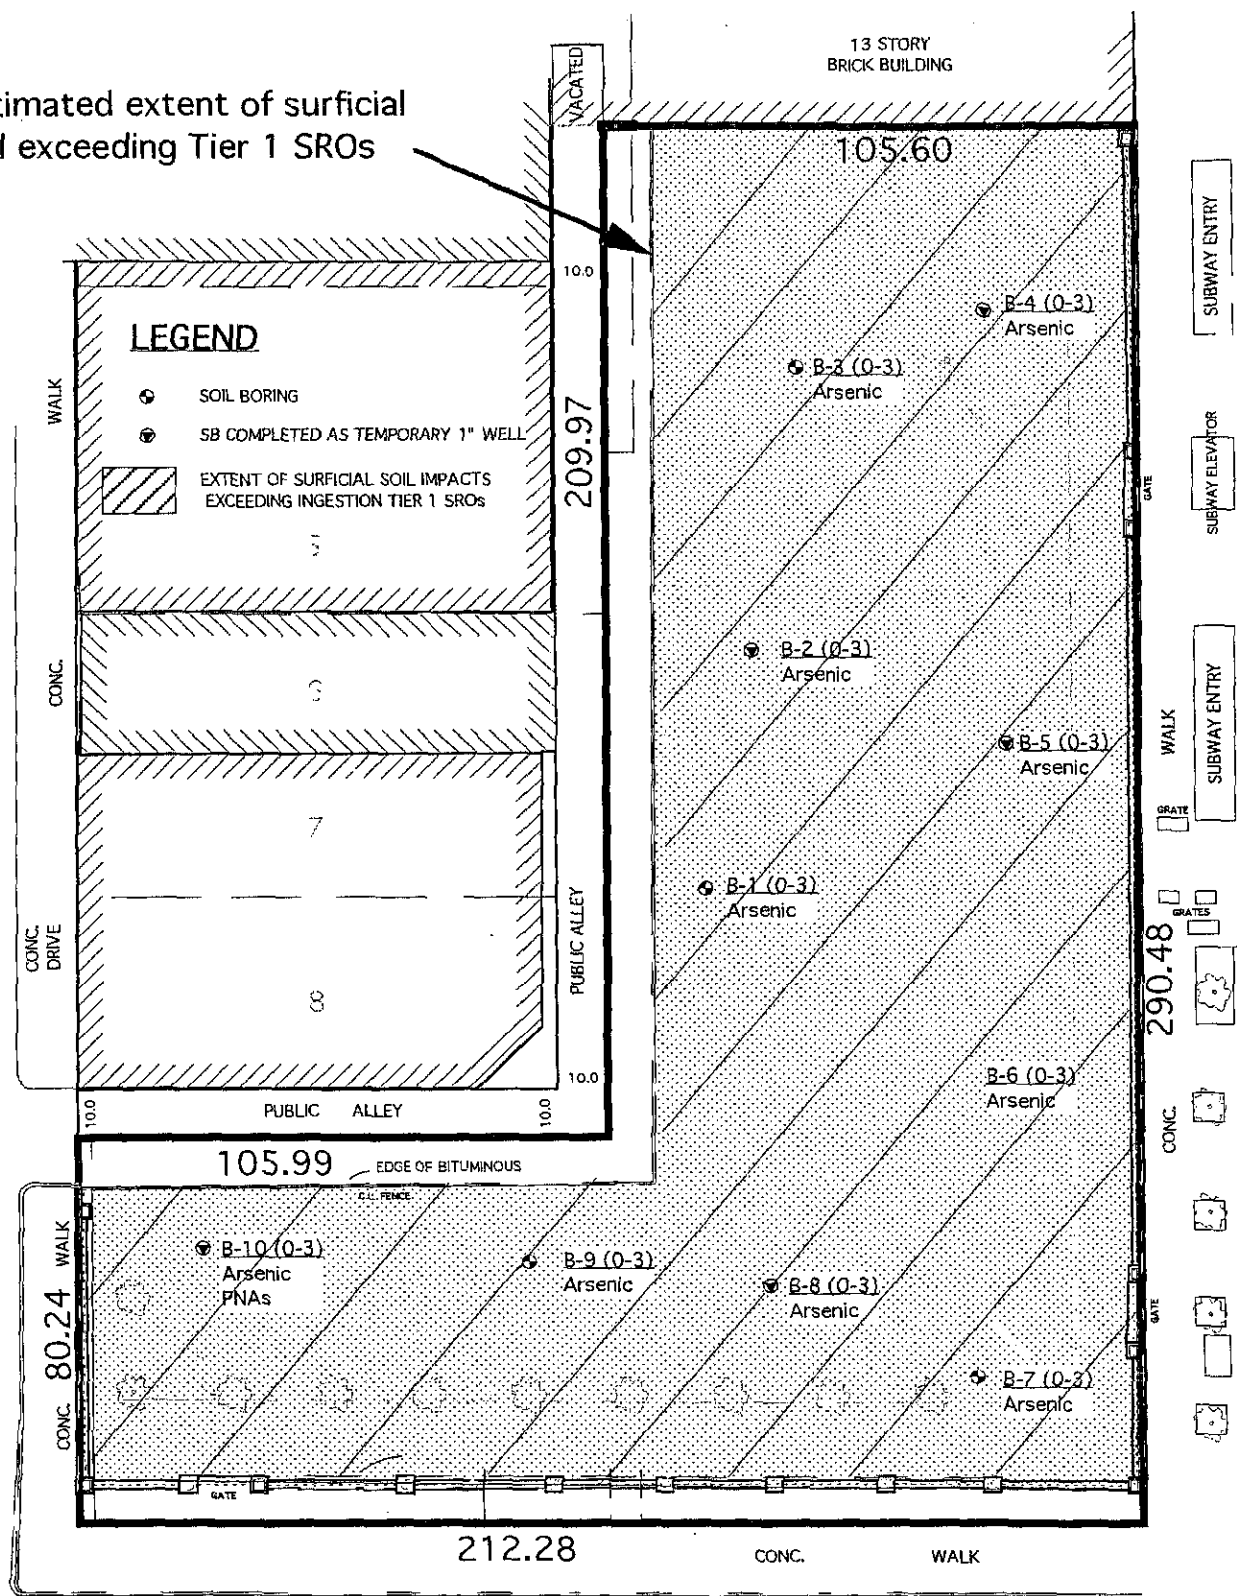 13 STORY
BRICK BUILDING
VACATED
timated extent of surficial
exceeding Tier 1 SROs
105.60
SUBWAY ENTRY
10.0
B-4 (0-3)
Arsenic
LEGEND
SOIL BORING
SB COMPLETED AS TEMPORARY 1" WELL
EXTENT OF SURFICIAL SOIL IMPACTS
EXCEEDING INGESTION TIER 1 SROs
WALK
B-3 (0-3)
Arsenic
209.97
SUBWAY ELEVATOR
GATE
B-2 (0-3)
Arsenic
CONC.
SUBWAY ENTRY
WALK
B-5 (0-3)
Arsenic
GRATE
7
B-1 (0-3)
Arsenic
GRATES
CONC.
DRIVE
PUBLIC ALLEY
290.48
8
10.0
B-6 (0-3)
Arsenic
10.0
PUBLIC ALLEY
10.0
CONC.
105.99
EDGE OF BITUMINOUS
C.L. FENCE
WALK
B-10 (0-3)
Arsenic
PNAs
B-9 (0-3)
Arsenic
B-8 (0-3)
Arsenic
GATE
80.24
B-7 (0-3)
Arsenic
CONC.
GATE
212.28
CONC. WALK